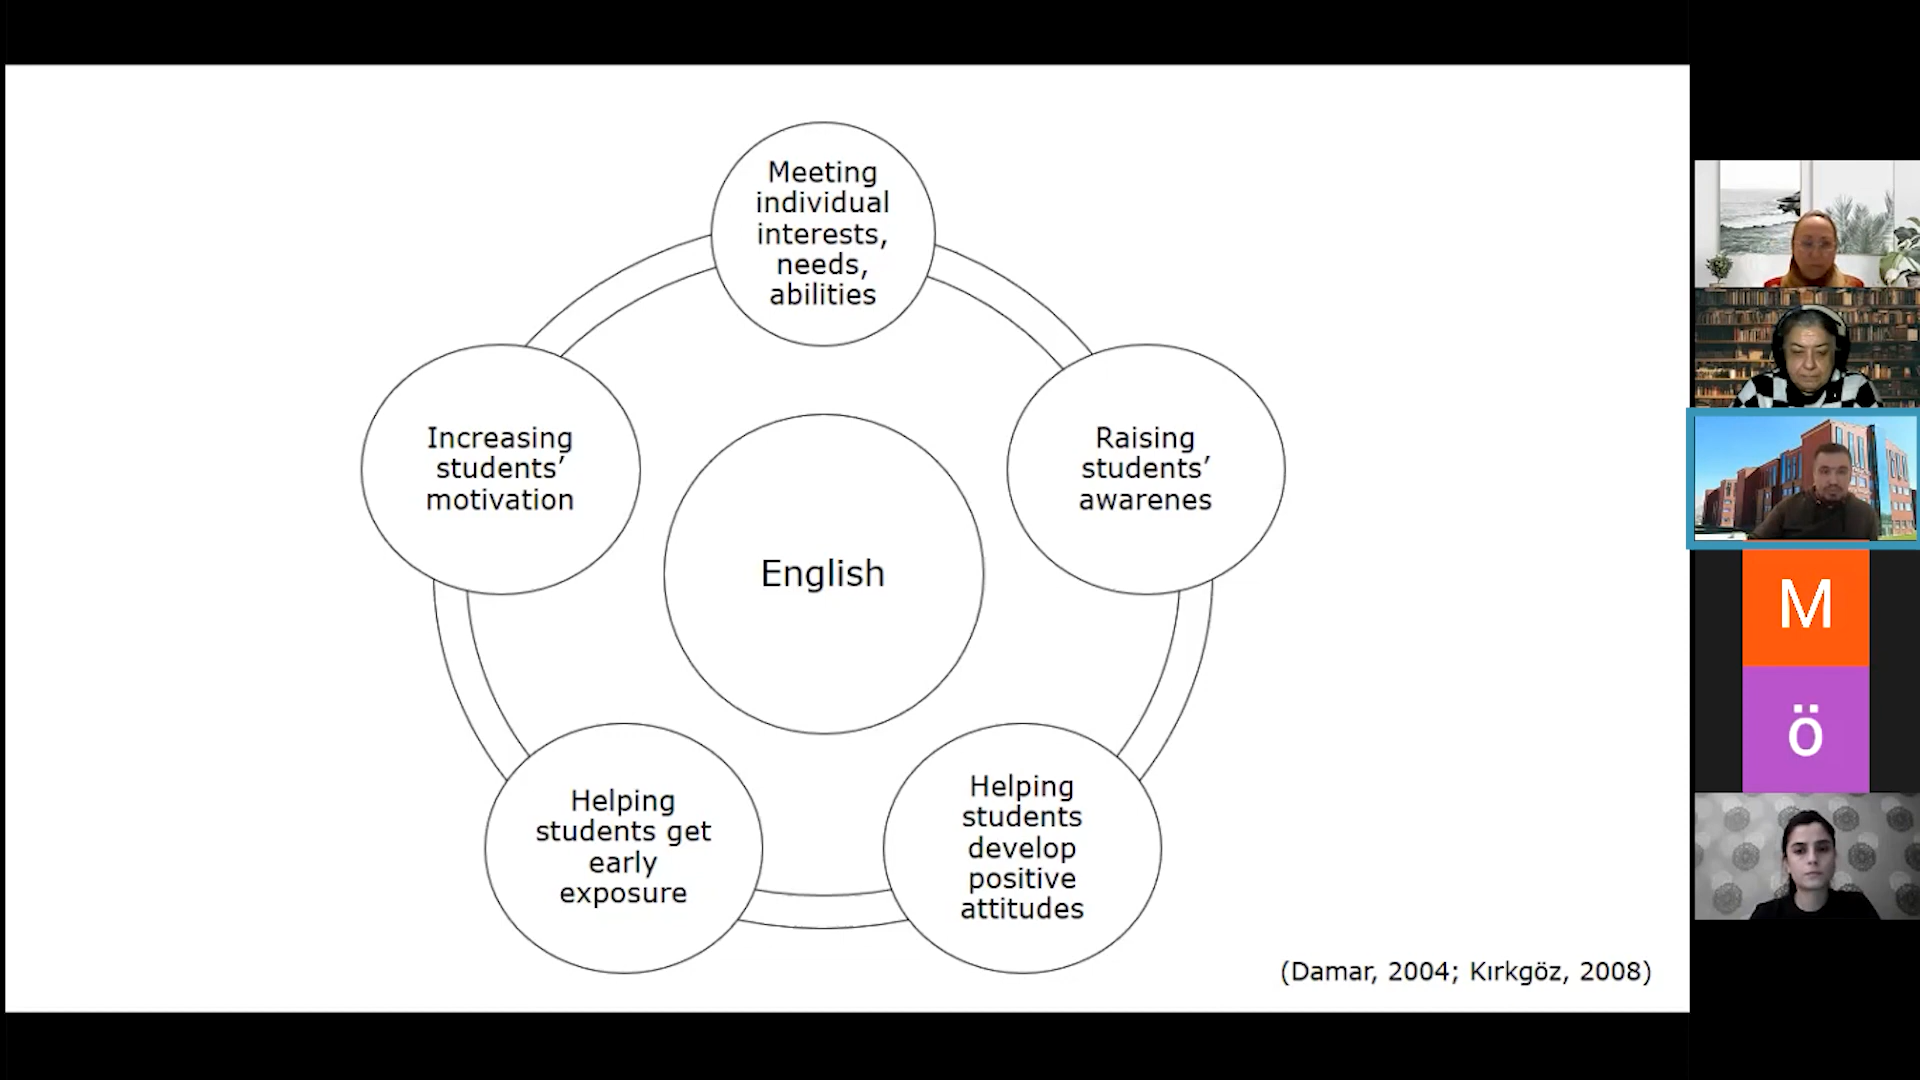 Meeting
individual
interests,
needs,
abilities
Increasing
students’
motivation
Raising
students’
awarenes
English
Helping
students get
early
exposure
Helping
students
develop
positive
attitudes
(Damar, 2004; Kırkgöz, 2008)
M
ö